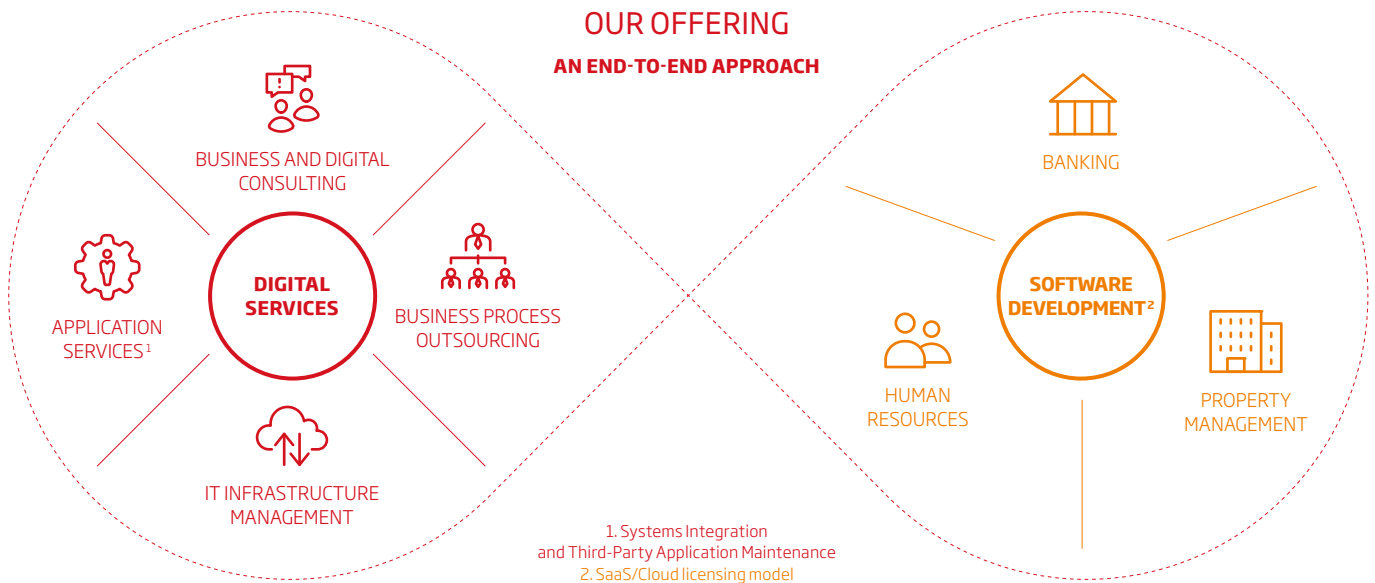 OUR OFFERING
AN END-TO-END APPROACH
BUSINESS AND DIGITAL
CONSULTING
APPLICATION
SERVICES¹
DIGITAL
SERVICES
BUSINESS PROCESS
OUTSOURCING
IT INFRASTRUCTURE
MANAGEMENT
BANKING
SOFTWARE
DEVELOPMENT²
HUMAN
RESOURCES
PROPERTY
MANAGEMENT
1. Systems Integration
and Third-Party Application Maintenance
2. SaaS/Cloud licensing model